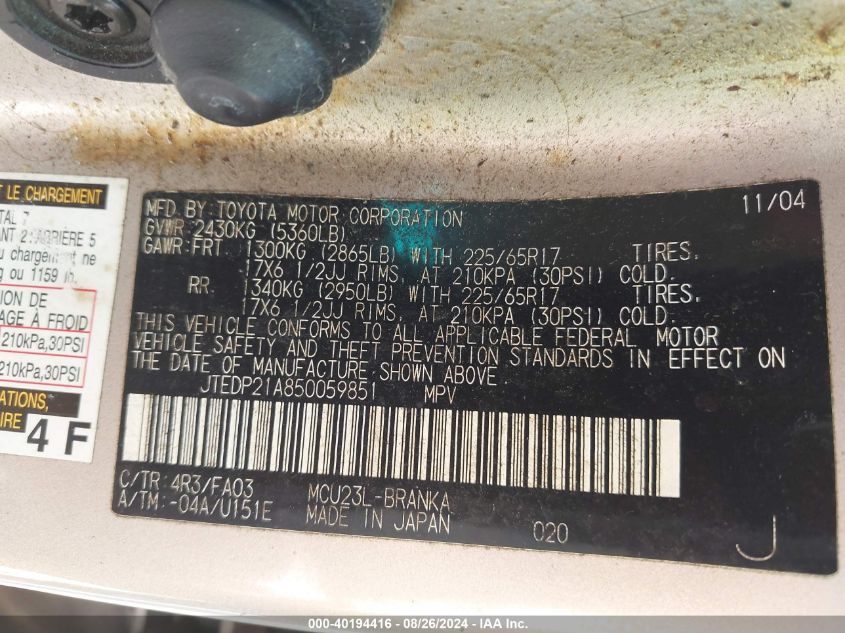 T LE CHARGEMENT
TAL 7
ANT 2 ARRIÈRE 5
u chargement ne
g ou 1159 lb.
ION DE
AGE À FROID
210kPa,30PSI
210kPa,30PSI
ATIONS,
IRE 4 F
11/04
MFD BY TOYOTA MOTOR CORPORATION
GVWR 2430KG (5360LB)
GAWR:FRT 1300KG (2865LB) WITH 225/65R17 TIRES.
17X6 1/2JJ RIMS, AT 210KPA (30PSI) COLD.
RR 1340KG (2950LB) WITH 225/65R17 TIRES.
17X6 1/2JJ RIMS, AT 210KPA (30PSI) COLD.
THIS VEHICLE CONFORMS TO ALL APPLICABLE FEDERAL MOTOR
VEHICLE SAFETY AND THEFT PREVENTION STANDARDS IN EFFECT ON
THE DATE OF MANUFACTURE SHOWN ABOVE.
JTEDP21A850059851 MPV
C/TR:4R3/FA03 MCU23L-BRANKA
A/TM:-04A/U151E MADE IN JAPAN 020
J
000-40194416 - 08/26/2024 - IAA Inc.